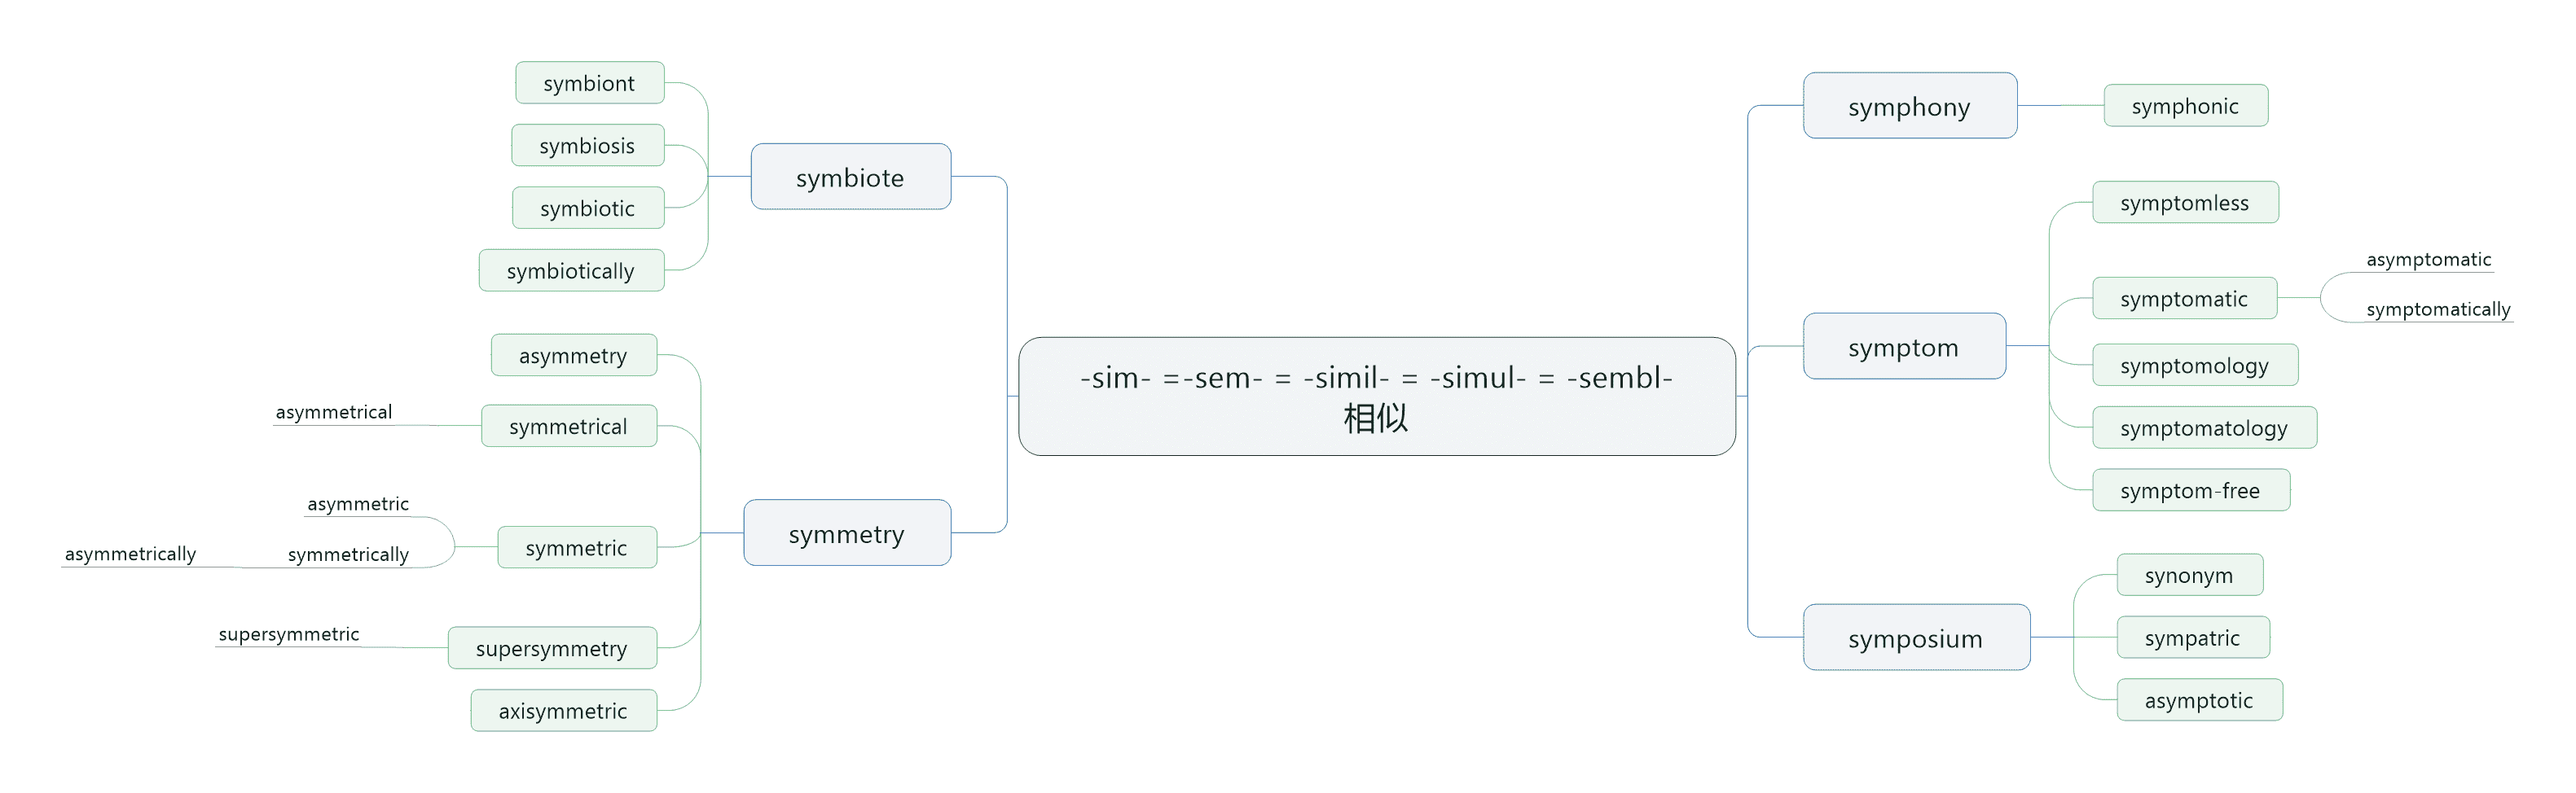 symbiont
symbiosis
symbiotic
symbiotically
symbiote
asymmetry
asymmetrical
symmetrical
asymmetric
asymmetrically
symmetrically
symmetric
supersymmetric
supersymmetry
axisymmetric
symmetry
-sim- =-sem- = -simil- = -simul- = -sembl-
相似
symphony
symphonic
symptom
symptomless
symptomatic
asymptomatic
symptomatically
symptomology
symptomatology
symptom-free
symposium
synonym
sympatric
asymptotic